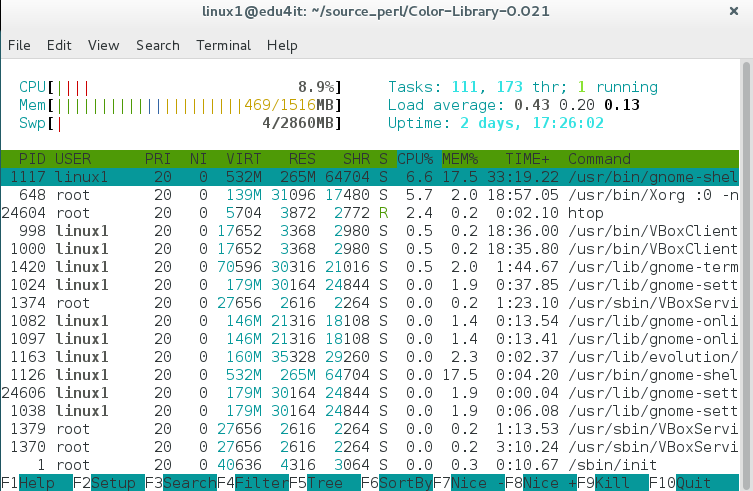 linux1@edu4it: ~/source_perl/Color-Library-0.021 ×
File Edit View Search Terminal Help
CPU[|||| 8.9%] Tasks: 111, 173 thr; 1 running
Mem[||||||||||||||||||||||||469/1516MB] Load average: 0.43 0.20 0.13
Swp[| 4/2860MB] Uptime: 2 days, 17:26:02
PID USER PRI NI VIRT RES SHR S CPU% MEM% TIME+ Command
1117 linux1 20 0 532M 265M 64704 S 6.6 17.5 33:19.22 /usr/bin/gnome-shel
648 root 20 0 139M 31096 17480 S 5.7 2.0 18:57.05 /usr/bin/Xorg :0 -n
24604 root 20 0 5704 3872 2772 R 2.4 0.2 0:02.10 htop
998 linux1 20 0 17652 3368 2980 S 0.5 0.2 18:36.00 /usr/bin/VBoxClient
1000 linux1 20 0 17652 3368 2980 S 0.5 0.2 18:35.80 /usr/bin/VBoxClient
1420 linux1 20 0 70596 30316 21016 S 0.5 2.0 1:44.67 /usr/lib/gnome-term
1024 linux1 20 0 179M 30164 24844 S 0.0 1.9 0:37.85 /usr/lib/gnome-sett
1374 root 20 0 27656 2616 2264 S 0.0 0.2 1:23.10 /usr/sbin/VBoxServi
1082 linux1 20 0 146M 21316 18108 S 0.0 1.4 0:13.54 /usr/lib/gnome-onli
1097 linux1 20 0 146M 21316 18108 S 0.0 1.4 0:13.41 /usr/lib/gnome-onli
1163 linux1 20 0 160M 35328 29260 S 0.0 2.3 0:02.37 /usr/lib/evolution/
1126 linux1 20 0 532M 265M 64704 S 0.0 17.5 0:04.20 /usr/bin/gnome-shel
24606 linux1 20 0 179M 30164 24844 S 0.0 1.9 0:00.04 /usr/lib/gnome-sett
1038 linux1 20 0 179M 30164 24844 S 0.0 1.9 0:06.08 /usr/lib/gnome-sett
1379 root 20 0 27656 2616 2264 S 0.0 0.2 1:13.53 /usr/sbin/VBoxServi
1370 root 20 0 27656 2616 2264 S 0.0 0.2 3:10.24 /usr/sbin/VBoxServi
1 root 20 0 40636 4316 3064 S 0.0 0.3 0:10.67 /sbin/init
F1Help F2Setup F3SearchF4FilterF5Tree F6SortByF7Nice -F8Nice +F9Kill F10Quit